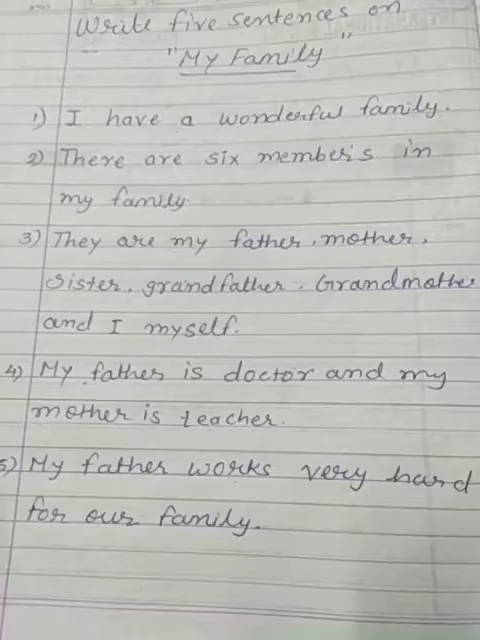 Write five sentences on
"My Family"
1) I have a wonderful family.
2) There are six member's in
my family.
3) They are my father, mother,
sister, grandfather. Grandmother
and I myself.
4) My father is doctor and my
mother is teacher.
5) My father works very hard
for our family.